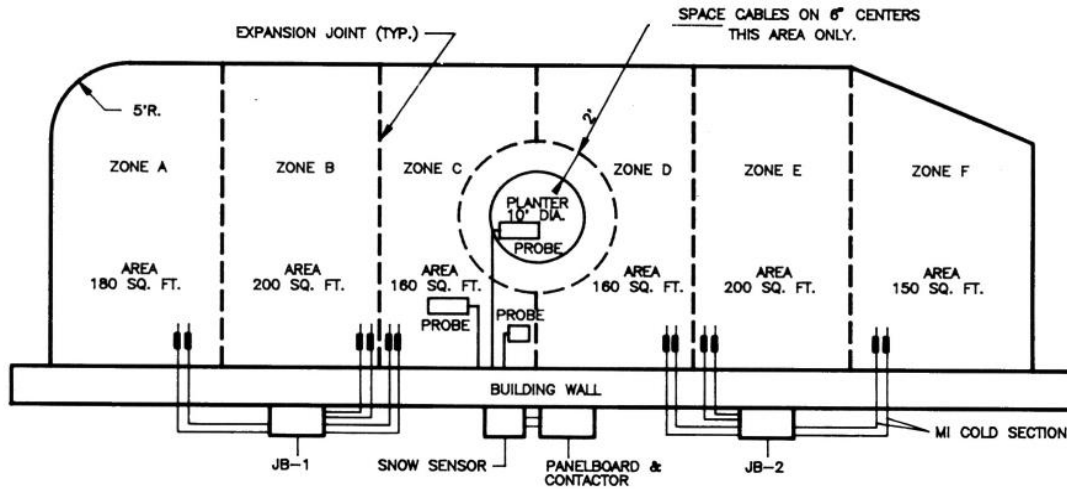 SPACE CABLES ON 6" CENTERS
THIS AREA ONLY.
EXPANSION JOINT (TYP.)
5'R.
2'
ZONE A
ZONE B
ZONE C
ZONE D
ZONE E
ZONE F
PLANTER
10' DIA.
PROBE
AREA
180 SQ. FT.
AREA
200 SQ. FT.
AREA
160 SQ. FT.
AREA
160 SQ. FT.
AREA
200 SQ. FT.
AREA
150 SQ. FT.
PROBE
PROBE
BUILDING WALL
MI COLD SECTION
JB-1
SNOW SENSOR
PANELBOARD &
CONTACTOR
JB-2